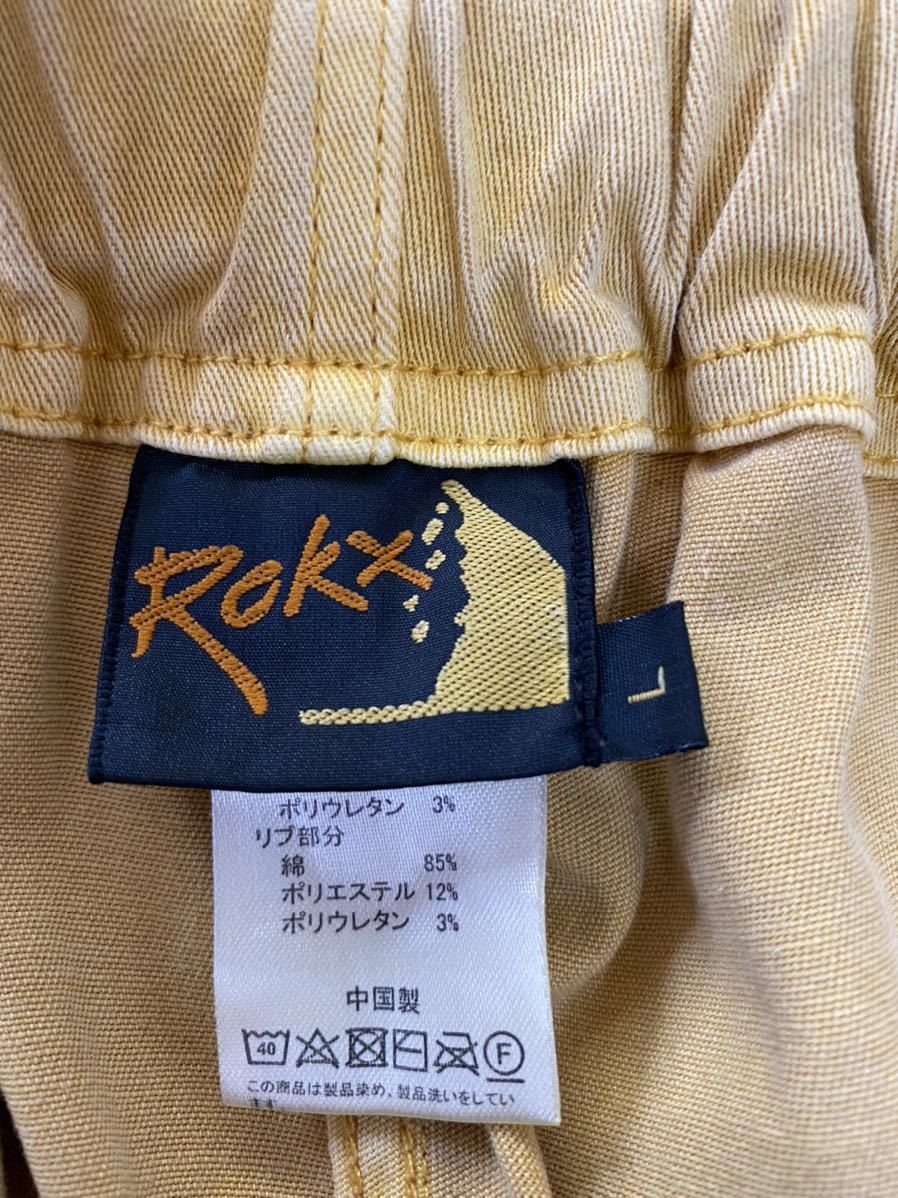 Rokx
L
ポリウレタン 3%
リブ部分
綿 85%
ポリエステル 12%
ポリウレタン 3%
中国製
40 F
この商品は製品染め、製品洗いをしてい
ます